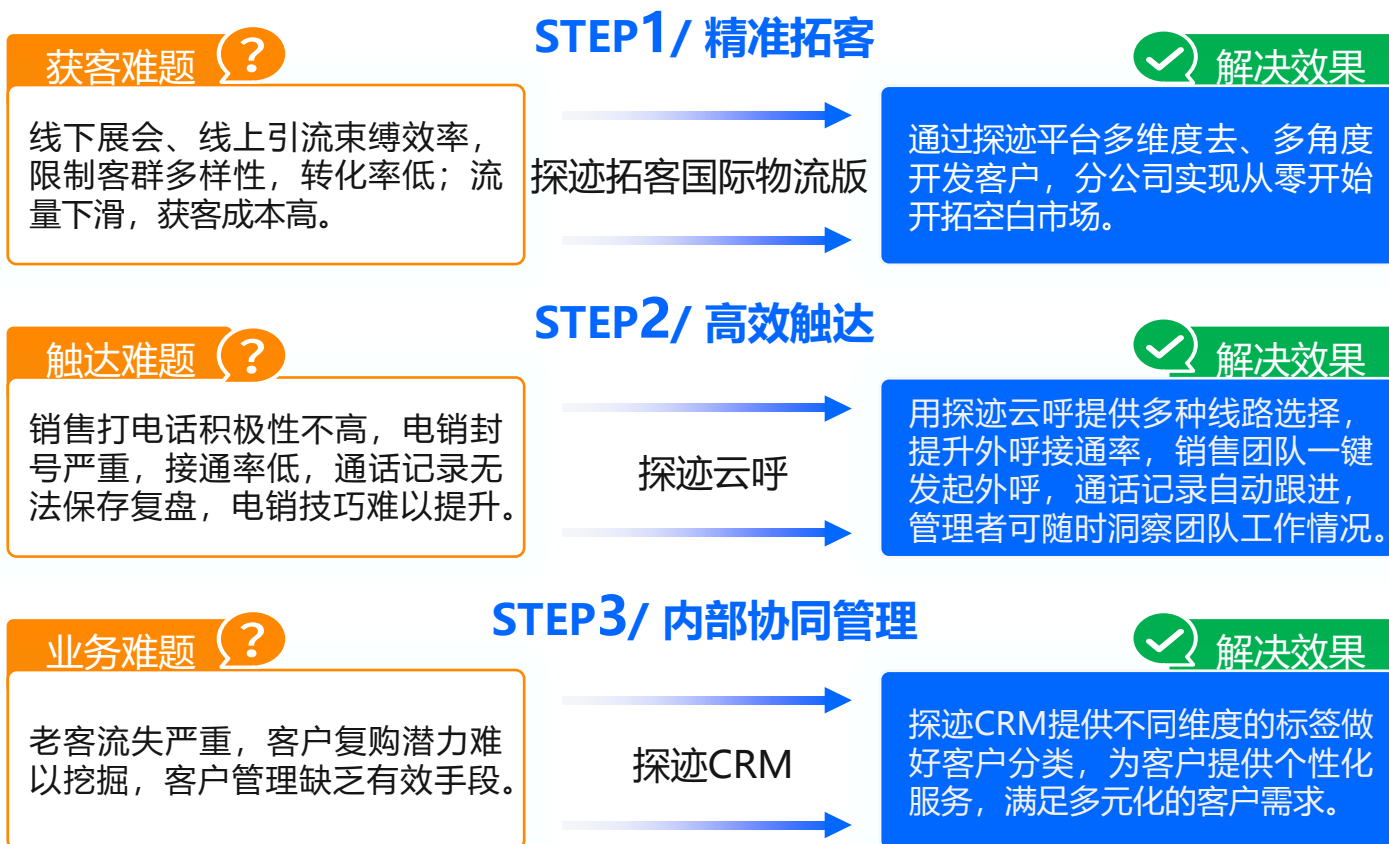 STEP1/ 精准拓客
获客难题 ?
解决效果
线下展会、线上引流束缚效率，
限制客群多样性，转化率低；流
量下滑，获客成本高。
探迹拓客国际物流版
通过探迹平台多维度去、多角度
开发客户，分公司实现从零开始
开拓空白市场。
STEP2/ 高效触达
触达难题 ?
解决效果
销售打电话积极性不高，电销封
号严重，接通率低，通话记录无
法保存复盘，电销技巧难以提升。
探迹云呼
用探迹云呼提供多种线路选择，
提升外呼接通率，销售团队一键
发起外呼，通话记录自动跟进，
管理者可随时洞察团队工作情况。
STEP3/ 内部协同管理
业务难题 ?
解决效果
老客流失严重，客户复购潜力难
以挖掘，客户管理缺乏有效手段。
探迹CRM
探迹CRM提供不同维度的标签做
好客户分类，为客户提供个性化
服务，满足多元化的客户需求。